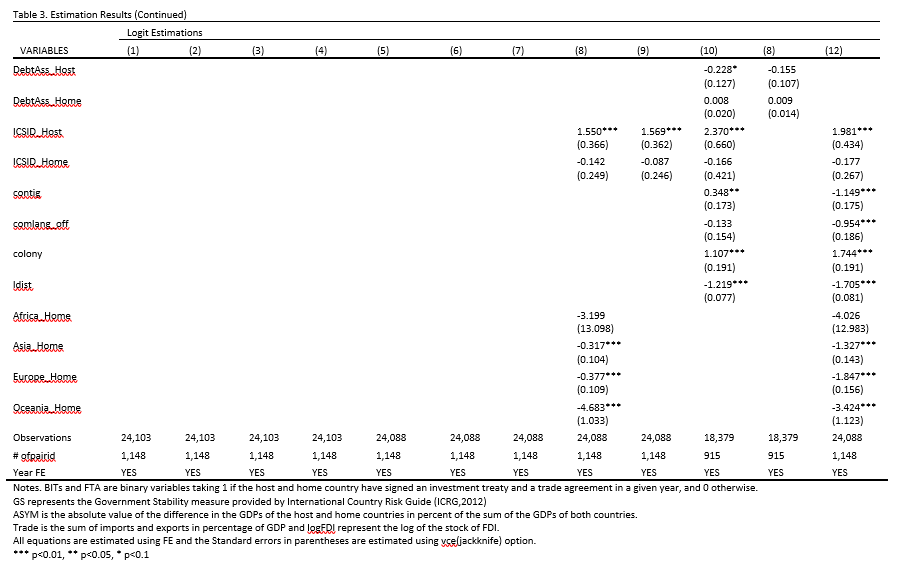 Table 3. Estimation Results (Continued)
Logit Estimations
VARIABLES (1) (2) (3) (4) (5) (6) (7) (8) (9) (10) (8) (12)
DebtAss_Host -0.228* -0.155
(0.127) (0.107)
DebtAss_Home 0.008 0.009
(0.020) (0.014)
ICSID_Host 1.550*** 1.569*** 2.370*** 1.981***
(0.366) (0.362) (0.660) (0.434)
ICSID_Home -0.142 -0.087 -0.166 -0.177
(0.249) (0.246) (0.421) (0.267)
contig 0.348** -1.149***
(0.173) (0.175)
comlang_off -0.133 -0.954***
(0.154) (0.186)
colony 1.107*** 1.744***
(0.191) (0.191)
ldist -1.219*** -1.705***
(0.077) (0.081)
Africa_Home -3.199 -4.026
(13.098) (12.983)
Asia_Home -0.317*** -1.327***
(0.104) (0.143)
Europe_Home -0.377*** -1.847***
(0.109) (0.156)
Oceania_Home -4.683*** -3.424***
(1.033) (1.123)
Observations 24,103 24,103 24,103 24,103 24,088 24,088 24,088 24,088 24,088 18,379 18,379 24,088
# ofpairid 1,148 1,148 1,148 1,148 1,148 1,148 1,148 1,148 1,148 915 915 1,148
Year FE YES YES YES YES YES YES YES YES YES YES YES YES
Notes. BITs and FTA are binary variables taking 1 if the host and home country have signed an investment treaty and a trade agreement in a given year, and 0 otherwise.
GS represents the Government Stability measure provided by International Country Risk Guide (ICRG,2012)
ASYM is the absolute value of the difference in the GDPs of the host and home countries in percent of the sum of the GDPs of both countries.
Trade is the sum of imports and exports in percentage of GDP and logFDI represent the log of the stock of FDI.
All equations are estimated using FE and the Standard errors in parentheses are estimated using vce(jackknife) option.
*** p<0.01, ** p<0.05, * p<0.1